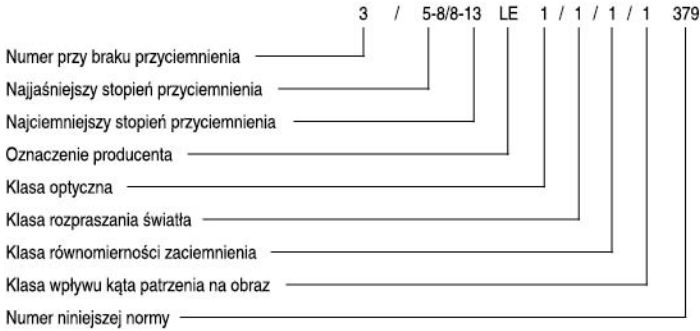 3 / 5-8/8-13 LE 1 / 1 / 1 / 1 379
Numer przy braku przyciemnienia
Najjaśniejszy stopień przyciemnienia
Najciemniejszy stopień przyciemnienia
Oznaczenie producenta
Klasa optyczna
Klasa rozpraszania światła
Klasa równomierności zaciemnienia
Klasa wpływu kąta patrzenia na obraz
Numer niniejszej normy